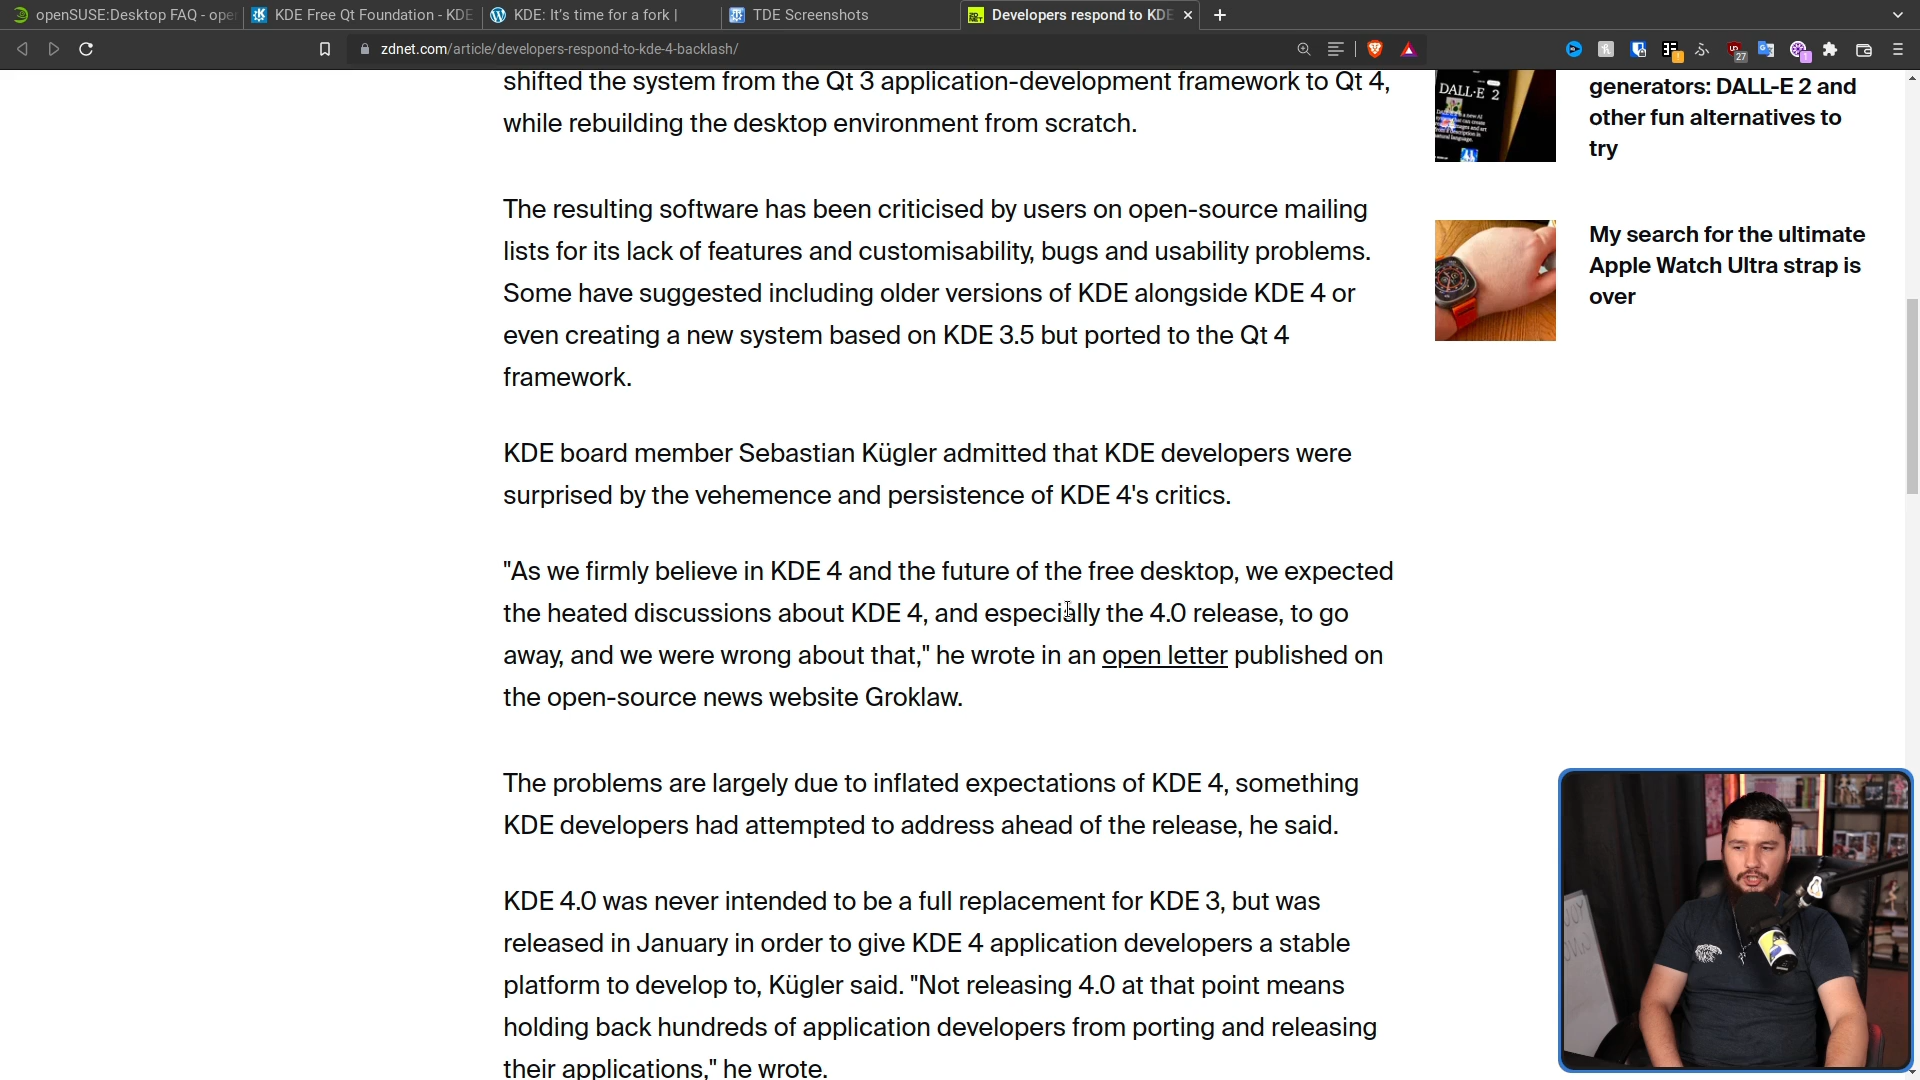 openSUSE:Desktop FAQ - ope
KDE Free Qt Foundation - KDE
KDE: It's time for a fork |
TDE Screenshots
Developers respond to KDE
zdnet.com/article/developers-respond-to-kde-4-backlash/
27
shifted the system from the Qt 3 application-development framework to Qt 4,
while rebuilding the desktop environment from scratch.
The resulting software has been criticised by users on open-source mailing
lists for its lack of features and customisability, bugs and usability problems.
Some have suggested including older versions of KDE alongside KDE 4 or
even creating a new system based on KDE 3.5 but ported to the Qt 4
framework.
KDE board member Sebastian Kügler admitted that KDE developers were
surprised by the vehemence and persistence of KDE 4's critics.
"As we firmly believe in KDE 4 and the future of the free desktop, we expected
the heated discussions about KDE 4, and especially the 4.0 release, to go
away, and we were wrong about that," he wrote in an open letter published on
the open-source news website Groklaw.
The problems are largely due to inflated expectations of KDE 4, something
KDE developers had attempted to address ahead of the release, he said.
KDE 4.0 was never intended to be a full replacement for KDE 3, but was
released in January in order to give KDE 4 application developers a stable
platform to develop to, Kügler said. "Not releasing 4.0 at that point means
holding back hundreds of application developers from porting and releasing
their applications," he wrote.
DALL·E 2
generators: DALL-E 2 and
other fun alternatives to
try
My search for the ultimate
Apple Watch Ultra strap is
over